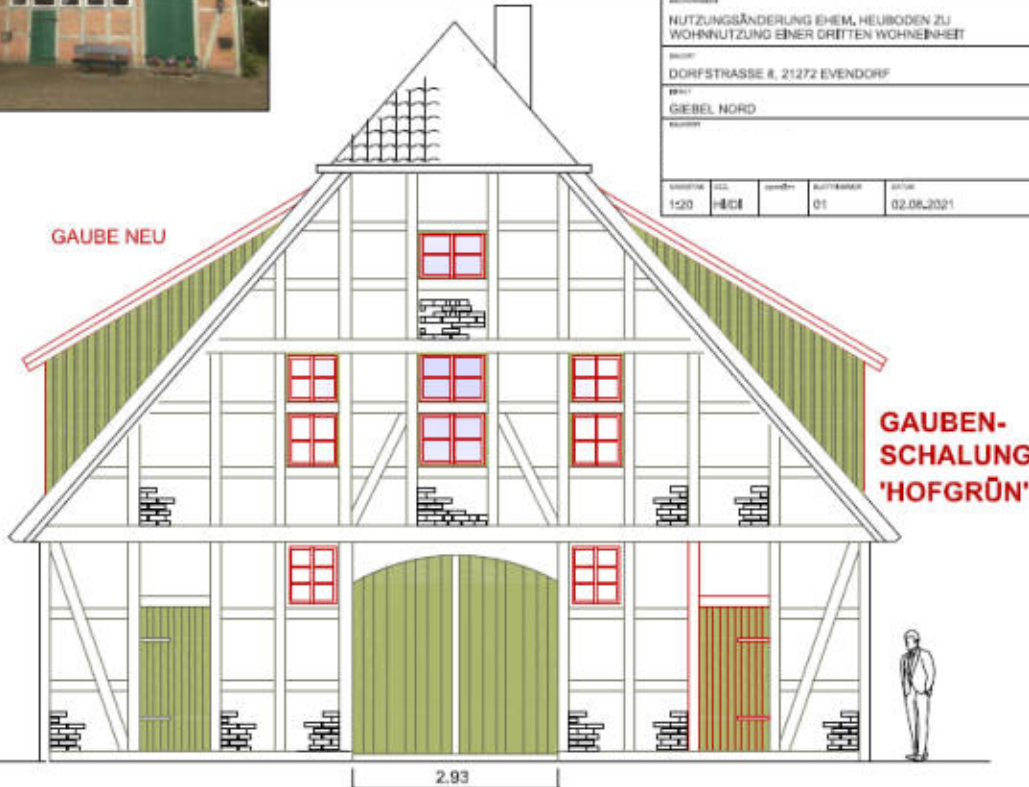 NUTZUNGSÄNDERUNG EHEM. HEUBODEN ZU
WOHNNUTZUNG EINER DRITTEN WOHNEINHEIT
DORFSTRASSE 8, 21272 EVENDORF
GIEBEL NORD
1:20
01
02.08.2021
GAUBE NEU
GAUBEN-
SCHALUNG
'HOFGRÜN'
2.93